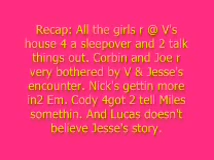 Recap: All the girls r @ V's
house 4 a sleepover and 2 talk
things out. Corbin and Joe r
very bothered by V & Jesse's
encounter. Nick's gettin more
in2 Em. Cody 4got 2 tell Miles
somethin. And Lucas doesn't
believe Jesse's story.